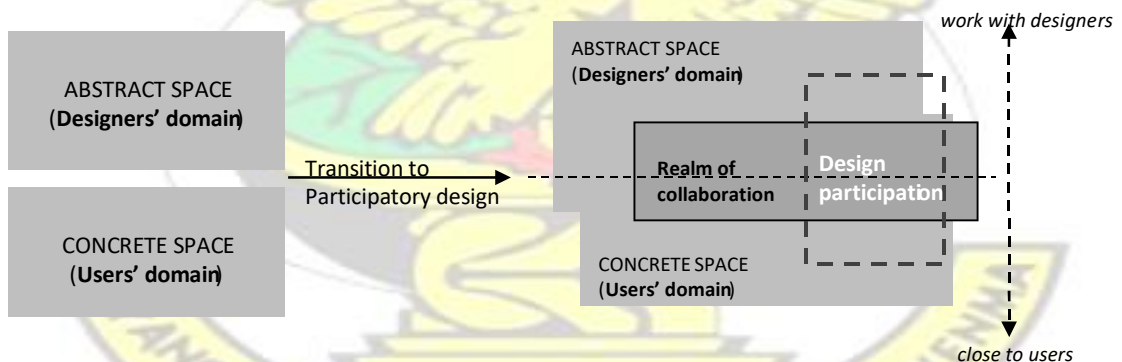 ABSTRACT SPACE
(Designers' domain)
CONCRETE SPACE
(Users' domain)
Transition to
Participatory design
work with designers
ABSTRACT SPACE
(Designers' domain)
Realm of
collaboration
Design
participation
CONCRETE SPACE
(Users' domain)
close to users